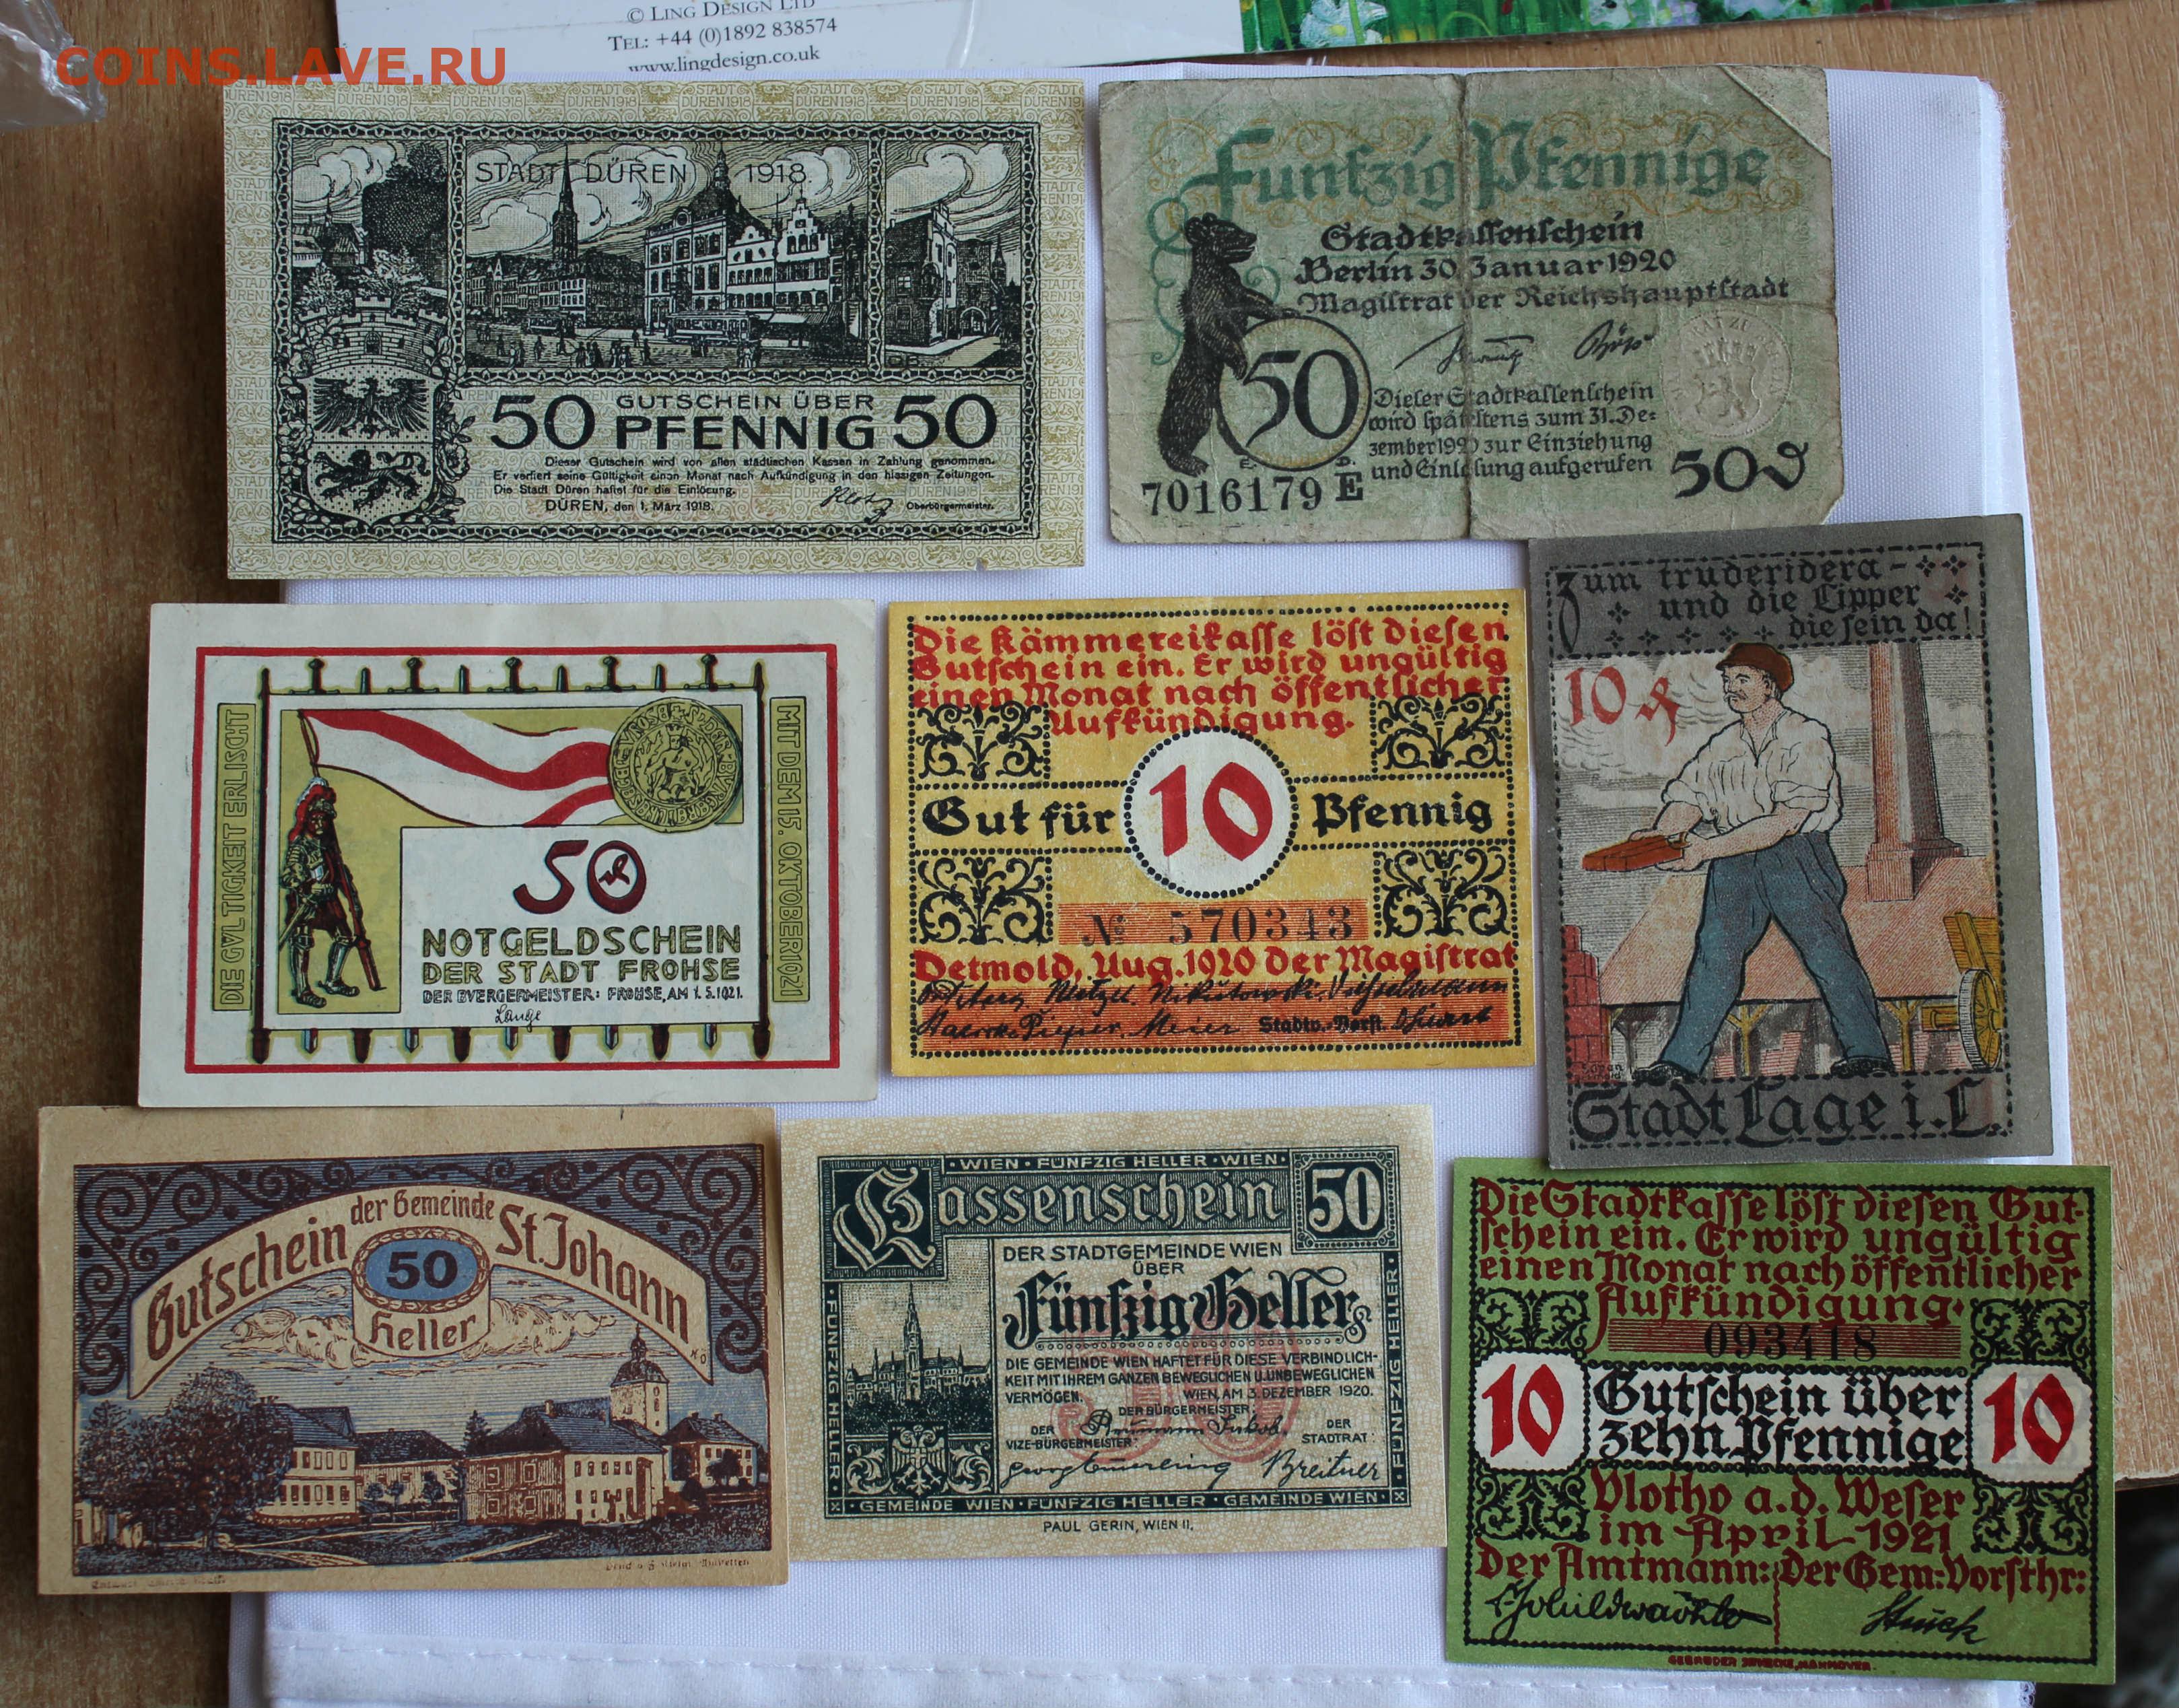 © LING DESIGN LTD
TEL: +44 (0)1892 838574
www.lingdesign.co.uk
COINS.LAVE.RU
STADT DÜREN 1918
GUTSCHEIN ÜBER
50 PFENNIG 50
Dieser Gutschein wird von allen städtischen Kassen in Zahlung genommen.
Er verliert seine Gültigkeit einen Monat nach Aufkündigung in den hiesigen Zeitungen.
Die Stadt Düren haftet für die Einlösung.
DÜREN, den 1. März 1918.
Oberbürgermeister.
Funfzig Pfennige
Stadtkassenschein
Berlin 30. Januar 1920
Magistrat der Reichshauptstadt
50
Dieser Stadtkassenschein
wird spätestens zum 31. De-
zember 1920 zur Einziehung
und Einlösung aufgerufen
7016179 E
50
DIE GVLTIGKEIT ERLISCHT
MIT DEM 15. OKTOBER 1921
50
NOTGELDSCHEIN
DER STADT FROHSE
DER BVERGERMEISTER: FROHSE, AM 1.5.1921.
Lange
Die Kämmereikasse löst diesen
Gutschein ein. Er wird ungültig
einen Monat nach öffentlicher
Aufkündigung.
Gut für 10 Pfennig
№ 570343
Detmold, Aug. 1920 Der Magistrat
Stadtv.-Vorst.
Zum truderidera-
und die Lipper
die sein da!
10
Stadt Lage i. L.
Gutschein der Gemeinde St. Johann
50
Heller
WIEN · FÜNFZIG HELLER · WIEN
Kassenschein 50
DER STADTGEMEINDE WIEN
ÜBER
Fünfzig Heller
DIE GEMEINDE WIEN HAFTET FÜR DIESE VERBINDLICH-
KEIT MIT IHREM GANZEN BEWEGLICHEN U. UNBEWEGLICHEN
VERMÖGEN. WIEN, AM 3. DEZEMBER 1920.
DER BÜRGERMEISTER:
DER
VIZE-BÜRGERMEISTER:
DER
STADTRAT:
Breitner
FÜNFZIG HELLER
FÜNFZIG HELLER
GEMEINDE WIEN · FÜNFZIG HELLER · GEMEINDE WIEN
PAUL GERIN, WIEN II.
Die Stadtkasse löst diesen Gut-
schein ein. Er wird ungültig
einen Monat nach öffentlicher
Aufkündigung.
093418
10 Gutschein über 10
zehn Pfennige
Vlotho a. d. Weser
im April 1921
Der Amtmann: Der Gem: Vorsthr:
GEBRÜDER JÄNECKE, HANNOVER.